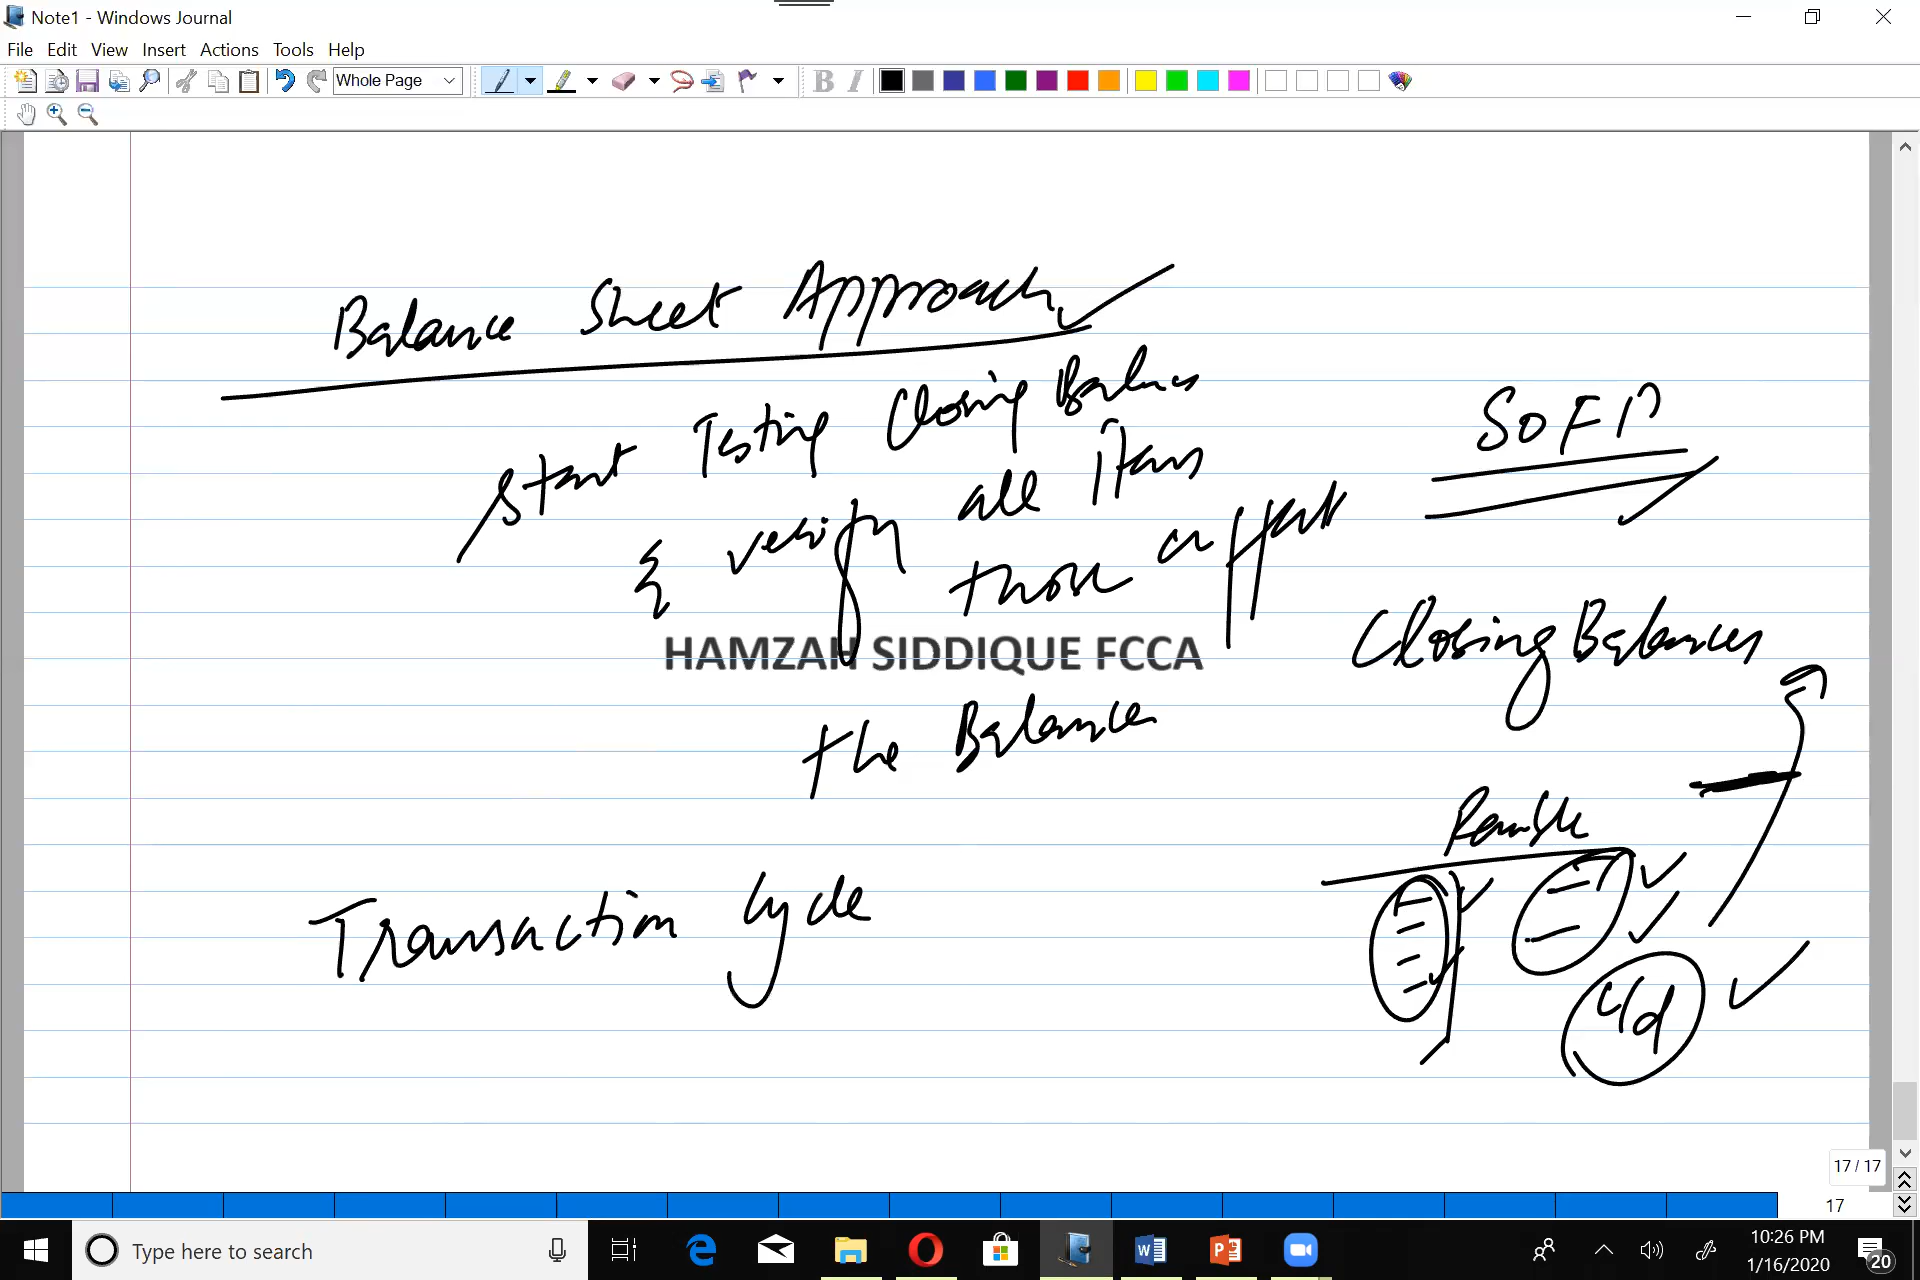 Note1 - Windows Journal
File Edit View Insert Actions Tools Help
Whole Page
B I
Balance Sheet Approach
Start Testing Closing Balances
& verify all items
those affect
HAMZAH SIDDIQUE FCCA
the Balances
SOFP
Closing Balances
c/d
Transaction Cycle
17 / 17
17
Type here to search
10:26 PM
1/16/2020
20